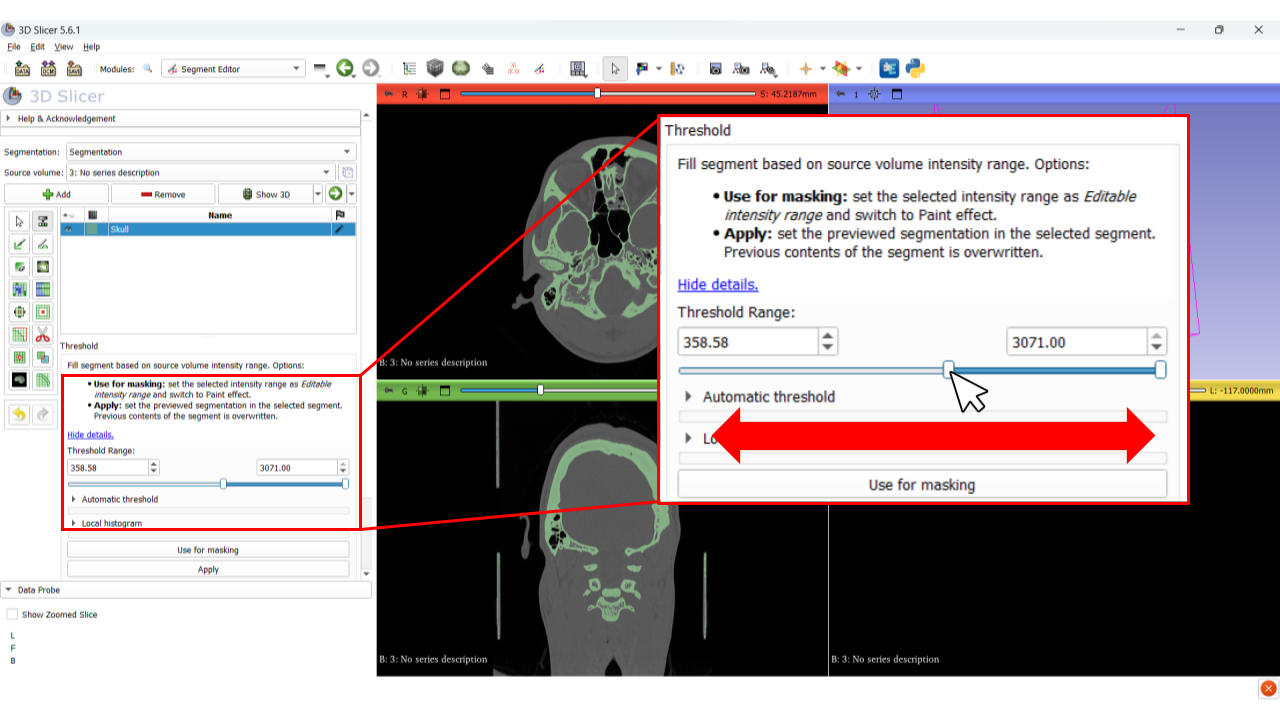 3D Slicer 5.6.1
File Edit View Help
DATA DCM SAVE Modules: Segment Editor
3D Slicer
R S: 45.2187mm
1
Help & Acknowledgement
Segmentation: Segmentation
Source volume: 3: No series description
Add Remove Show 3D
Name
Skull
Threshold
Fill segment based on source volume intensity range. Options:
• Use for masking: set the selected intensity range as Editable
intensity range and switch to Paint effect.
• Apply: set the previewed segmentation in the selected segment.
Previous contents of the segment is overwritten.
Hide details.
Threshold Range:
358.58 3071.00
Automatic threshold
Local histogram
Use for masking
Apply
Data Probe
Show Zoomed Slice
L
F
B
B: 3: No series description
G
L: -117.0000mm
B: 3: No series description
B: 3: No series description
Threshold
Fill segment based on source volume intensity range. Options:
• Use for masking: set the selected intensity range as Editable
intensity range and switch to Paint effect.
• Apply: set the previewed segmentation in the selected segment.
Previous contents of the segment is overwritten.
Hide details.
Threshold Range:
358.58 3071.00
Automatic threshold
Lo
Use for masking